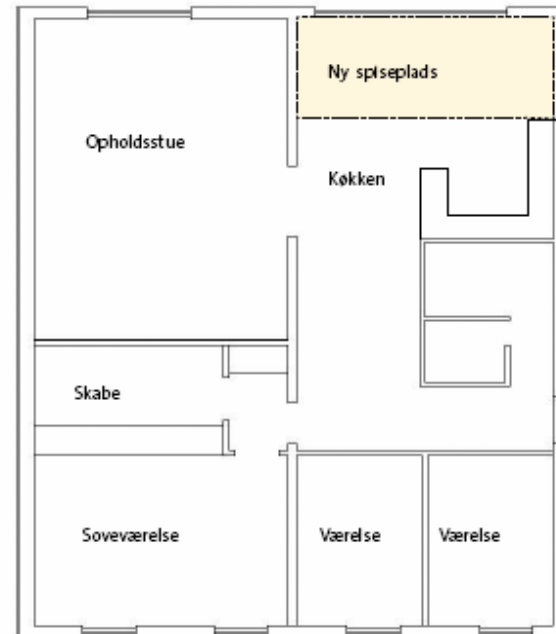 Ny spiseplads
Opholdsstue
Køkken
Skabe
Soveværelse
Værelse
Værelse